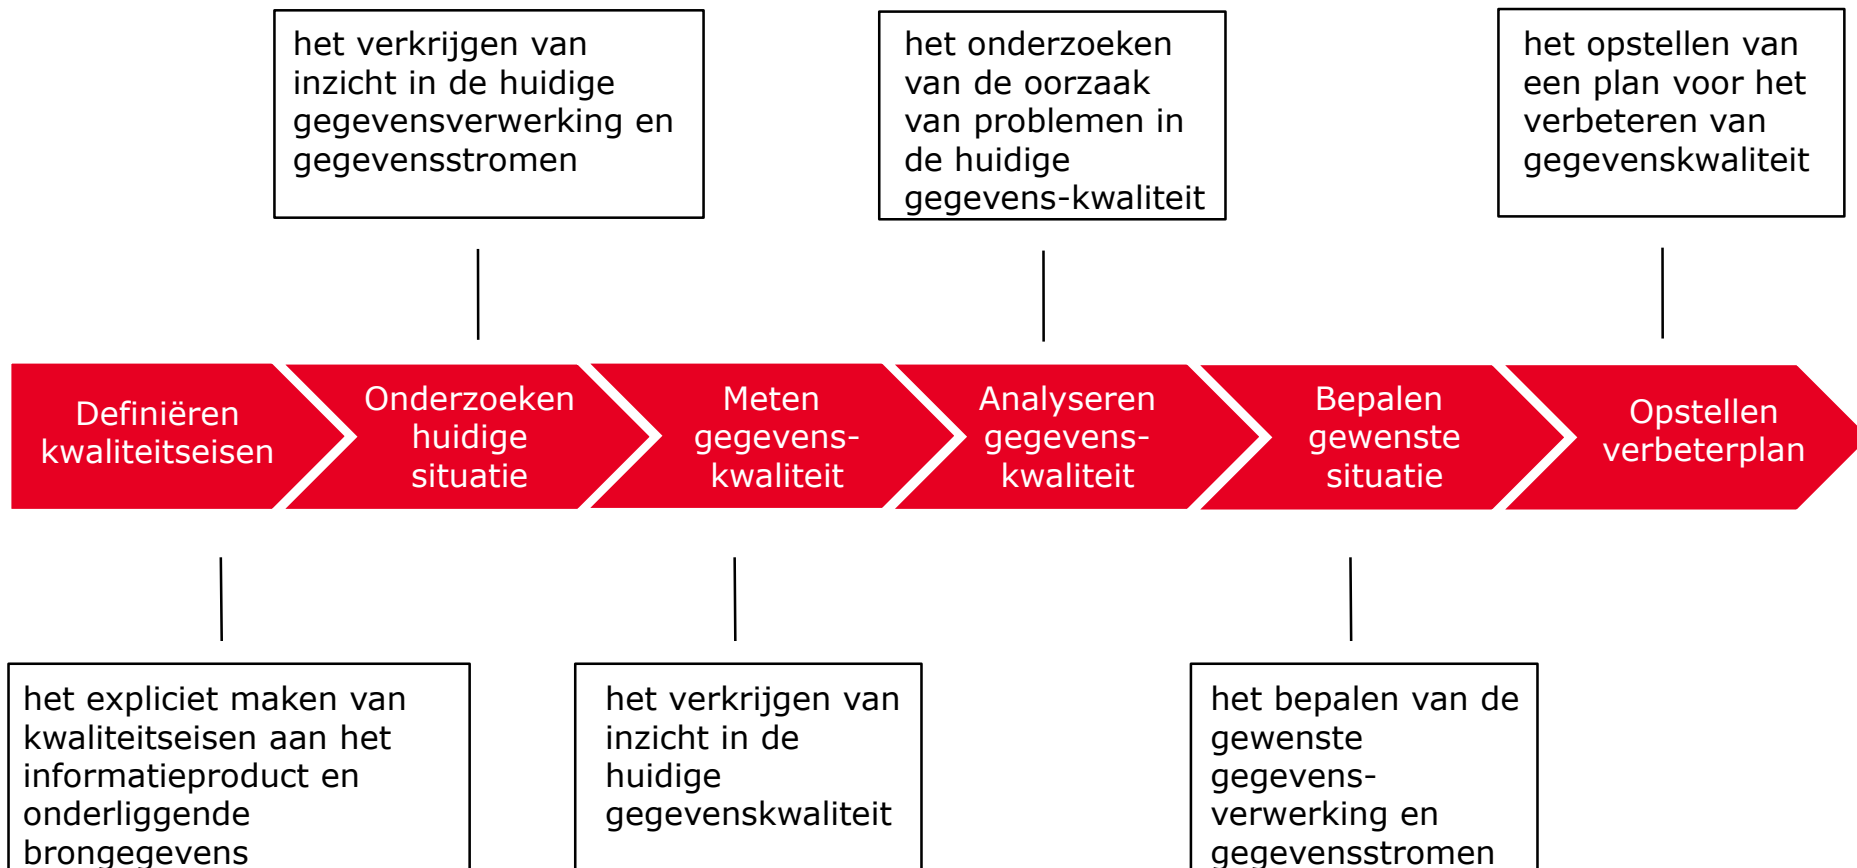 het verkrijgen van
inzicht in de huidige
gegevensverwerking en
gegevensstromen
het onderzoeken
van de oorzaak
van problemen in
de huidige
gegevens-kwaliteit
het opstellen van
een plan voor het
verbeteren van
gegevenskwaliteit
Definiëren
kwaliteitseisen
Onderzoeken
huidige
situatie
Meten
gegevens-
kwaliteit
Analyseren
gegevens-
kwaliteit
Bepalen
gewenste
situatie
Opstellen
verbeterplan
het expliciet maken van
kwaliteitseisen aan het
informatieproduct en
onderliggende
brongegevens
het verkrijgen van
inzicht in de
huidige
gegevenskwaliteit
het bepalen van de
gewenste
gegevens-
verwerking en
gegevensstromen